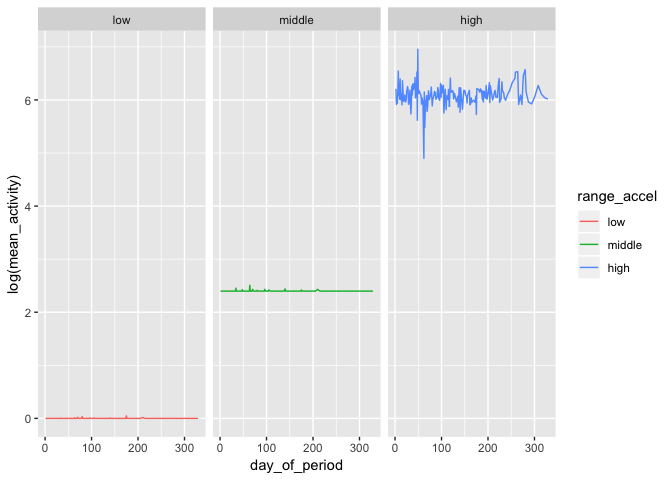 low
middle
high
log(mean_activity)
6
4
2
0
0
100
200
300
0
100
200
300
0
100
200
300
day_of_period
range_accel
low
middle
high